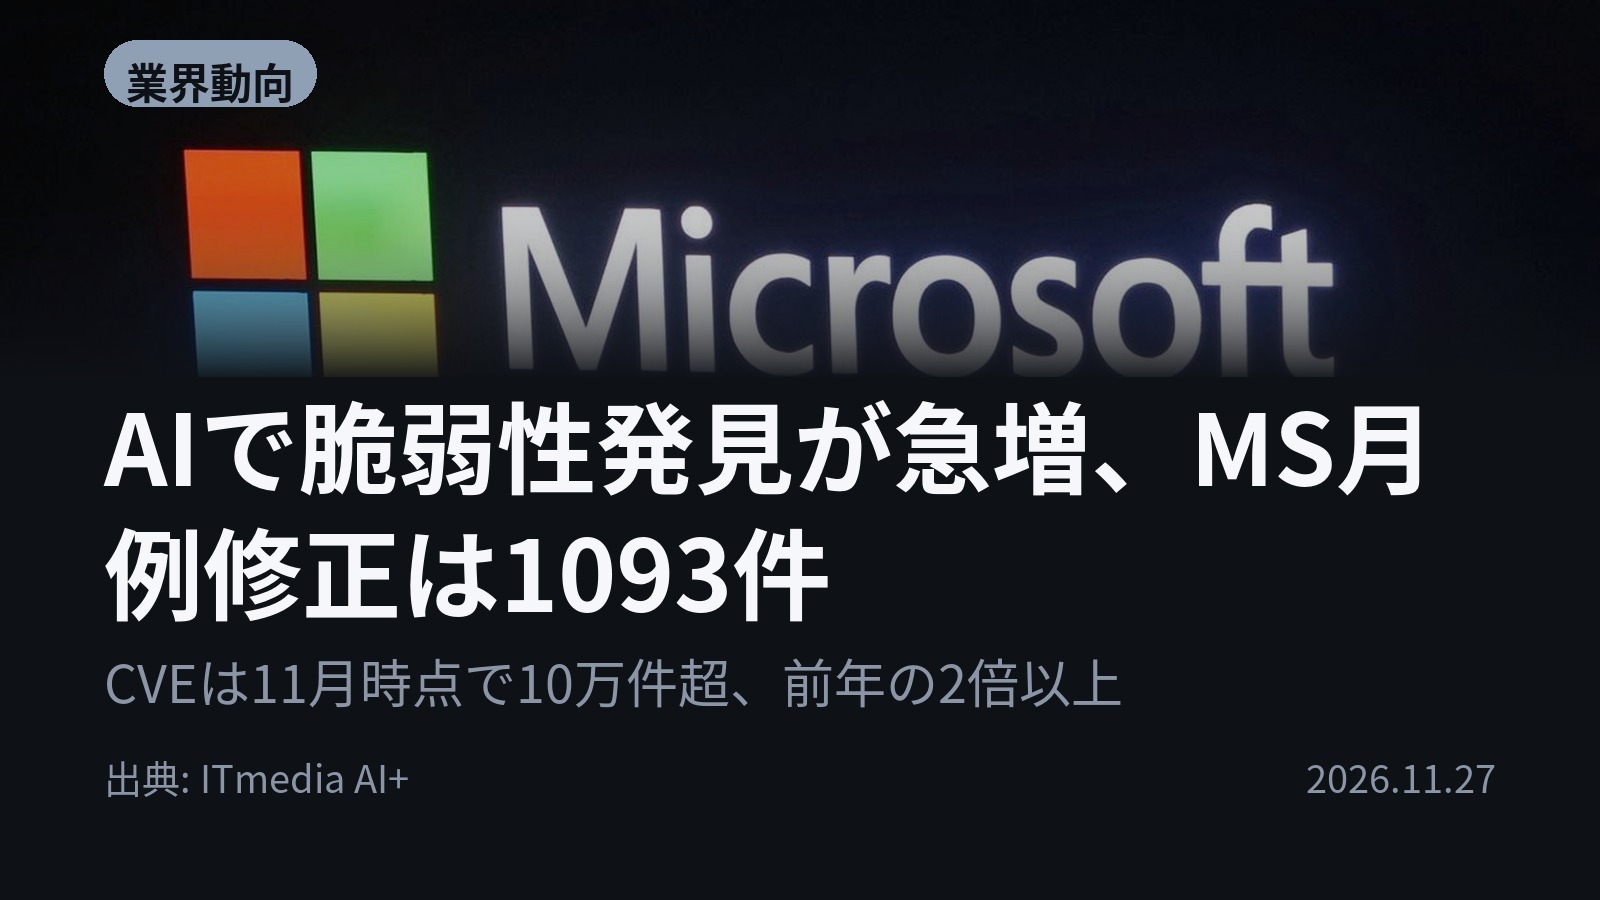 業界動向
Microsoft
AIで脆弱性発見が急増、MS月
例修正は1093件
CVEは11月時点で10万件超、前年の2倍以上
出典: ITmedia AI+
2026.11.27